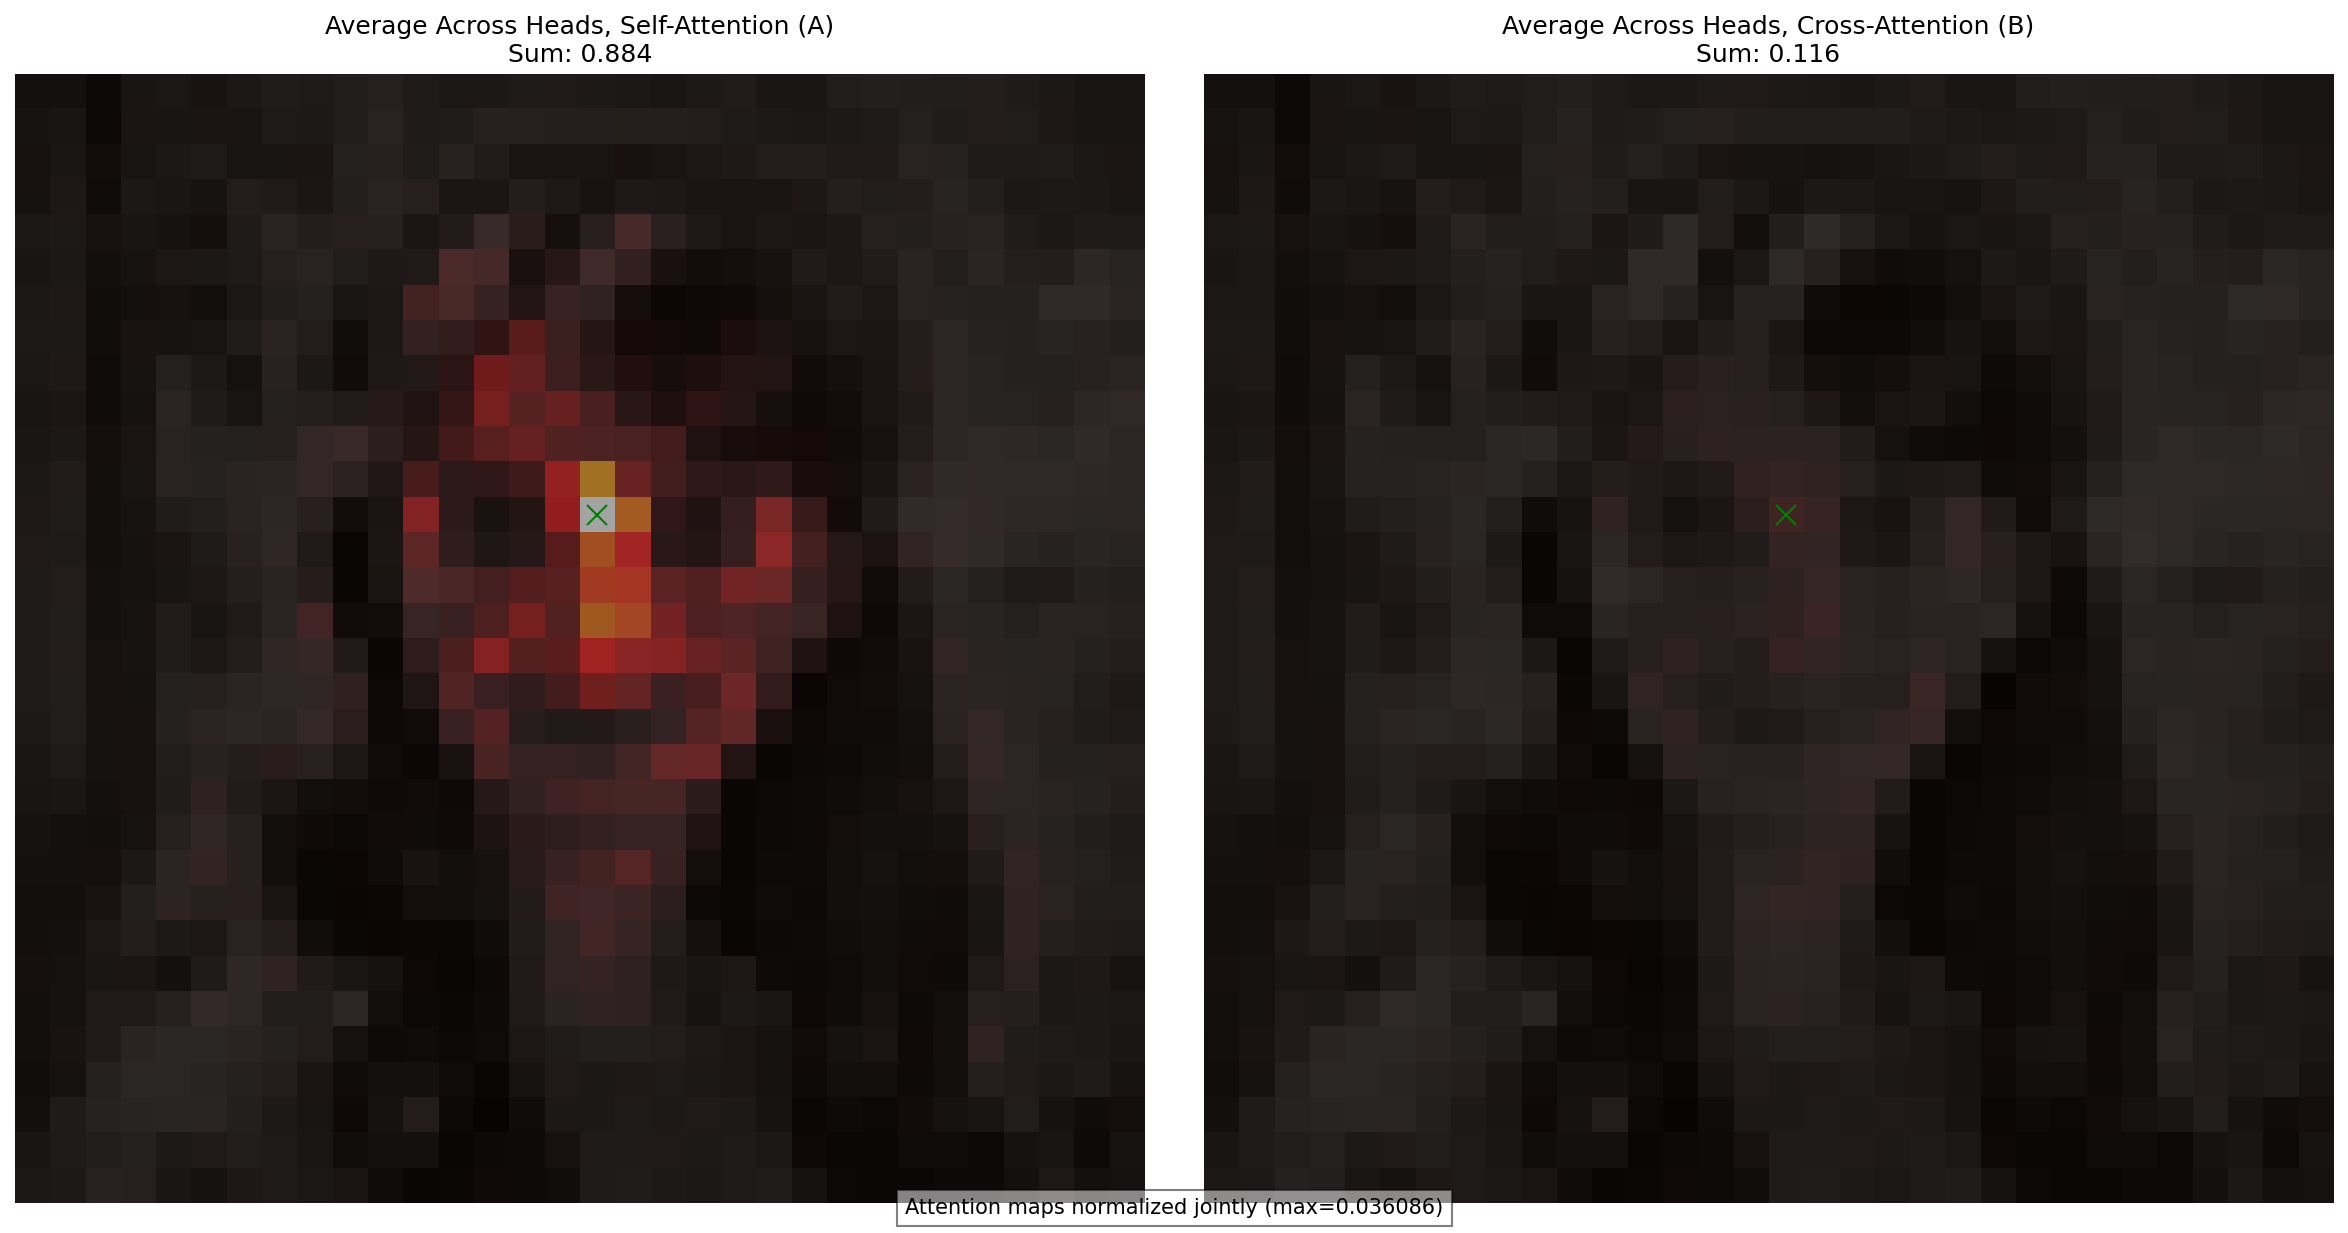 Average Across Heads, Self-Attention (A)
Sum: 0.884
Average Across Heads, Cross-Attention (B)
Sum: 0.116
Attention maps normalized jointly (max=0.036086)